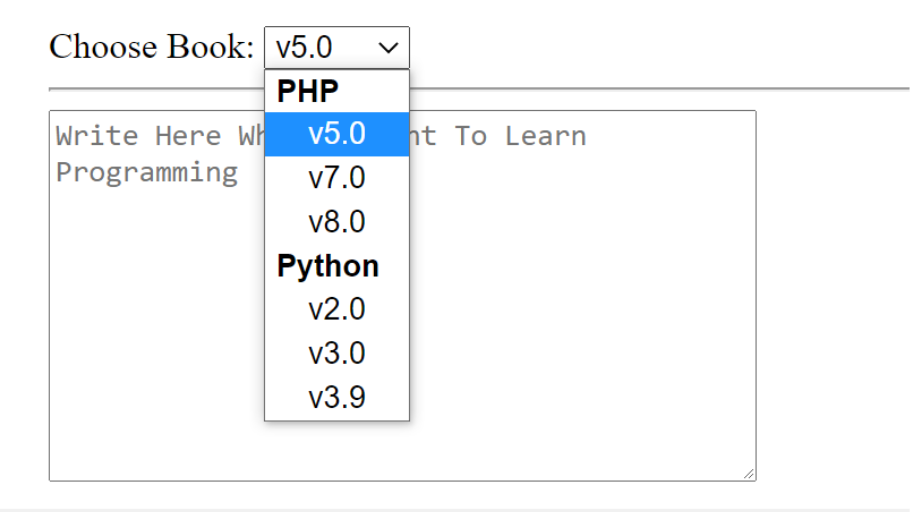 Choose Book: v5.0
PHP
v5.0
v7.0
v8.0
Python
v2.0
v3.0
v3.9
Write Here To Learn
Programming